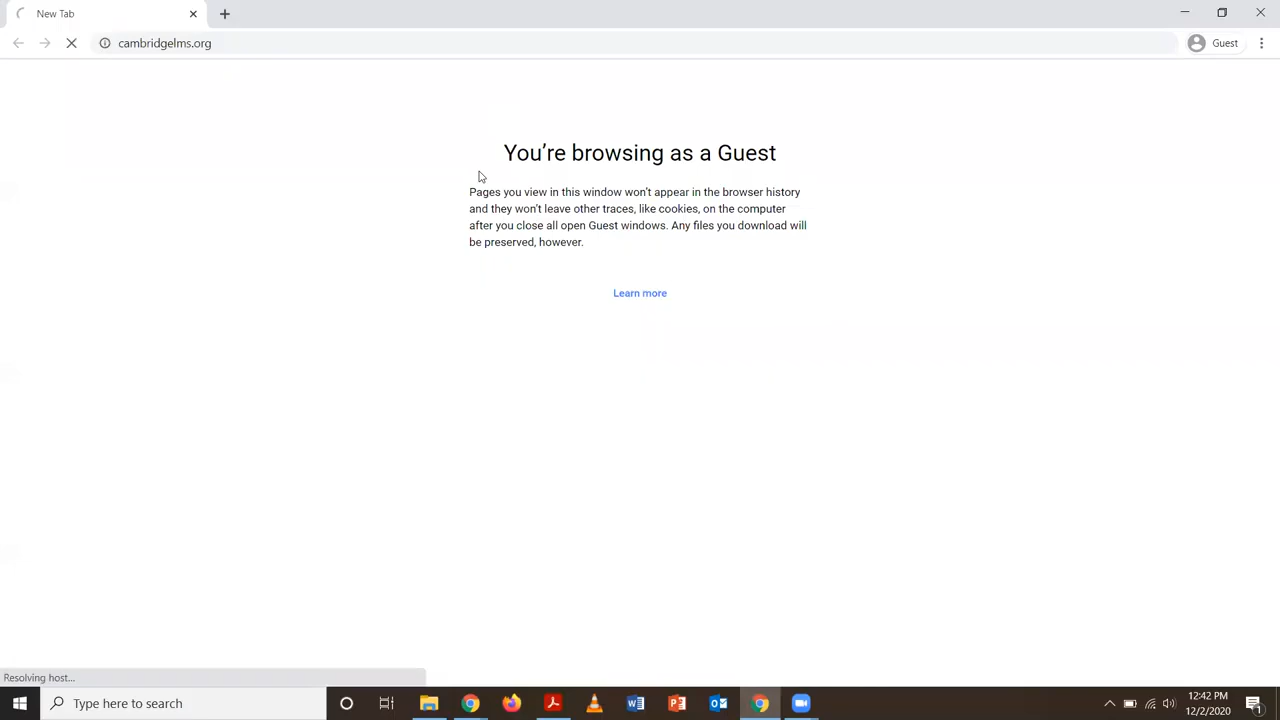 New Tab
cambridgelms.org
Guest
You're browsing as a Guest
Pages you view in this window won't appear in the browser history
and they won't leave other traces, like cookies, on the computer
after you close all open Guest windows. Any files you download will
be preserved, however.
Learn more
Resolving host...
Type here to search
12:42 PM
12/2/2020
1